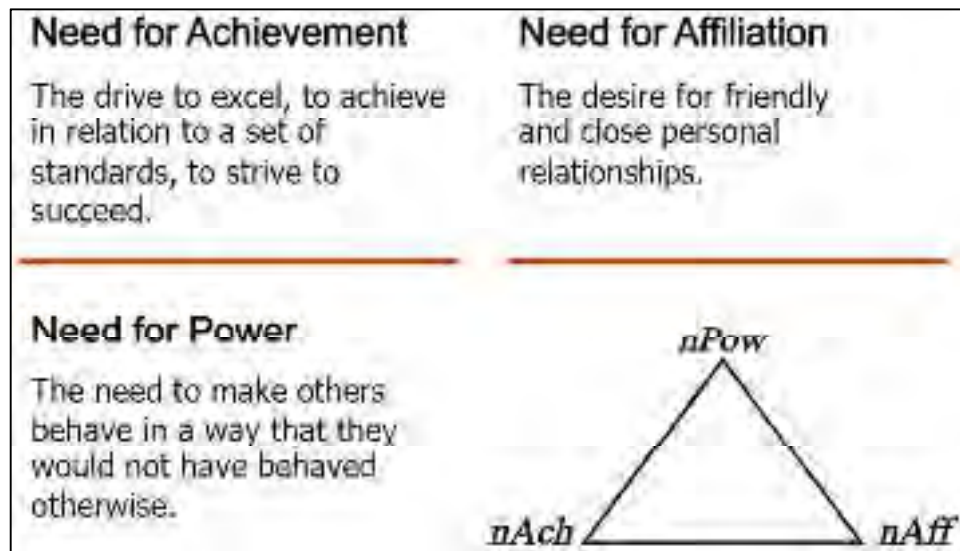 Need for Achievement
The drive to excel, to achieve
in relation to a set of
standards, to strive to
succeed.
Need for Affiliation
The desire for friendly
and close personal
relationships.
Need for Power
The need to make others
behave in a way that they
would not have behaved
otherwise.
nPow
nAch
nAff